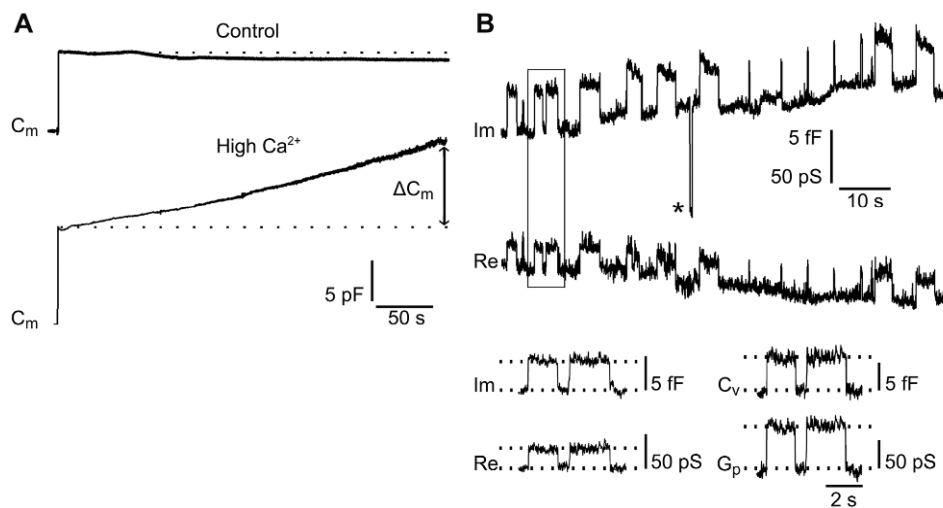 A
Control
Cm
High Ca²⁺
ΔCm
5 pF
50 s
Cm
B
Im
5 fF
50 pS
10 s
*
Re
Im
5 fF
Cv
5 fF
Re
50 pS
Gp
50 pS
2 s